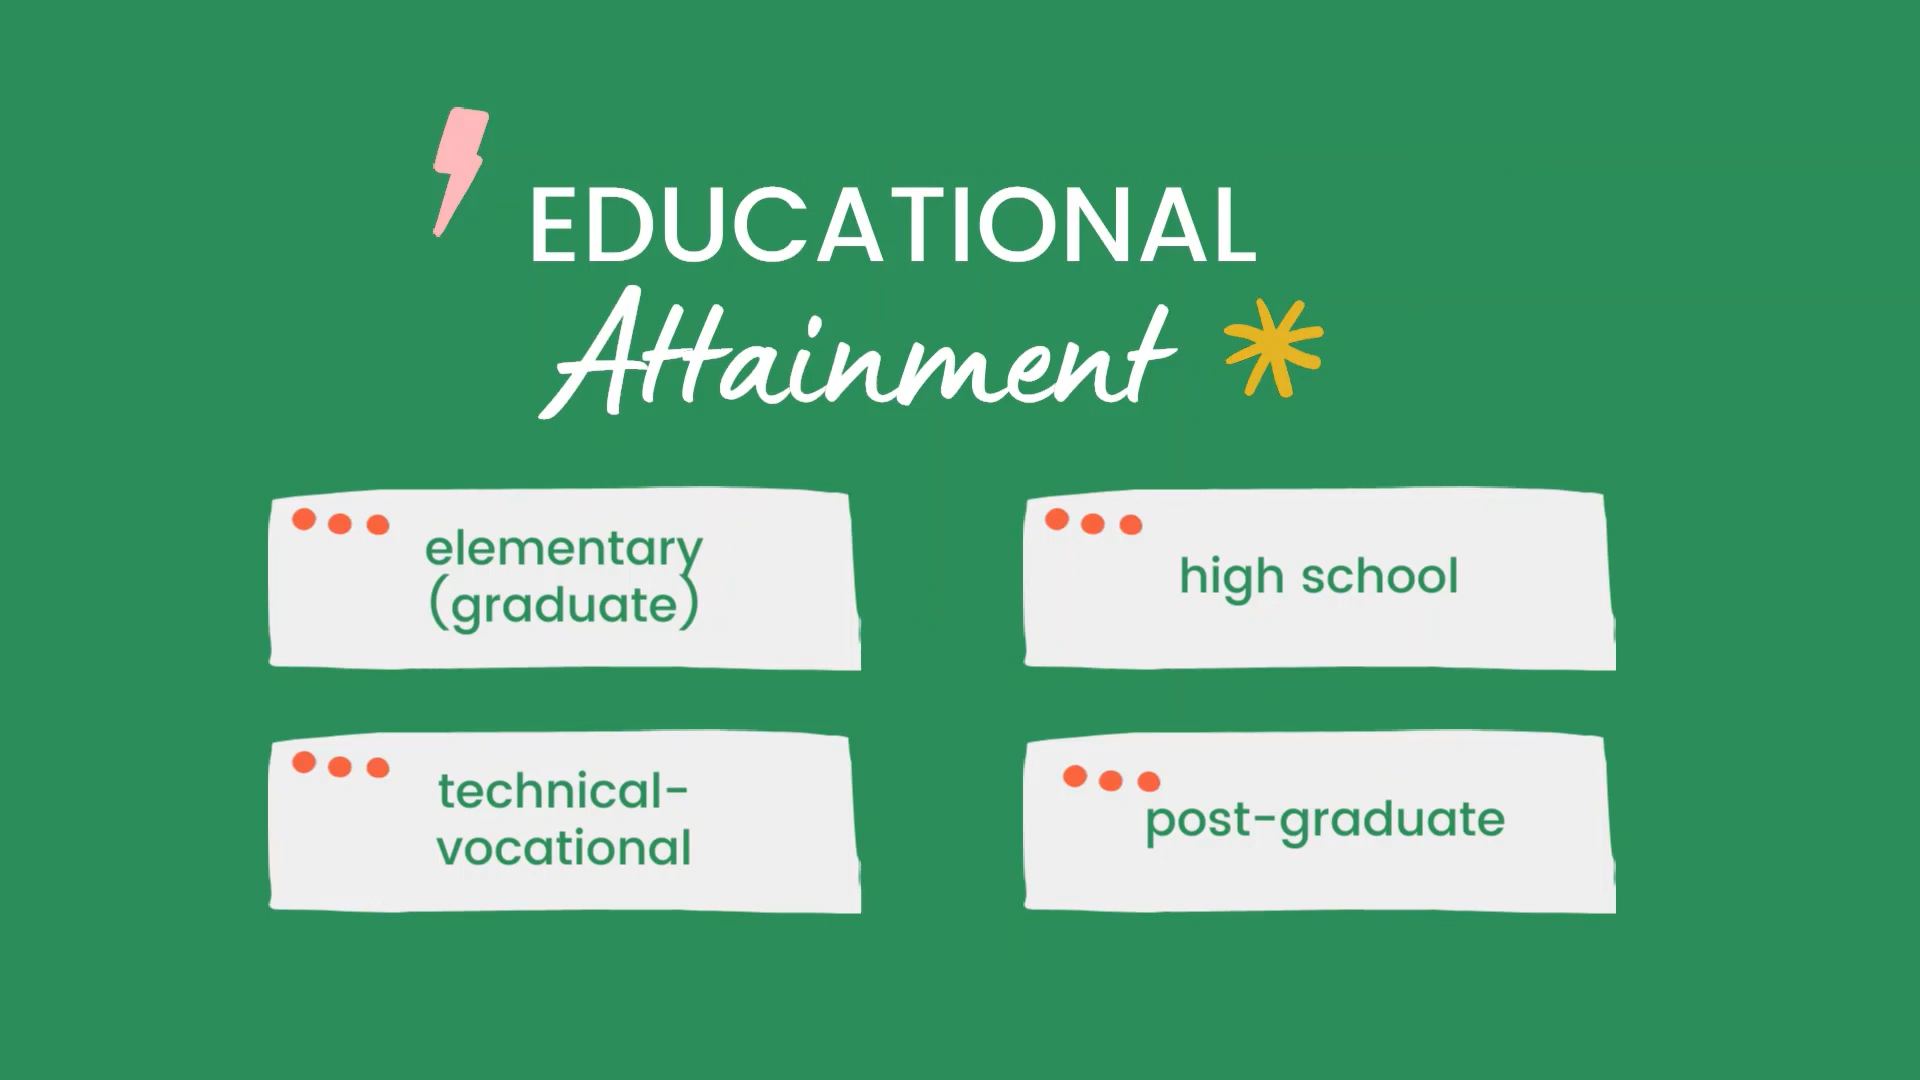 EDUCATIONAL
Attainment
elementary
(graduate)
high school
technical-
vocational
post-graduate